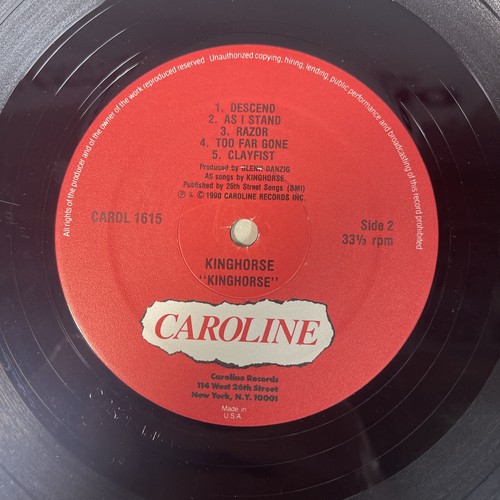 All rights of the producer and of the owner of the work reproduced reserved Unauthorized copying, hiring, lending, public performance and broadcasting of this record prohibited
1. DESCEND
2. AS I STAND
3. RAZOR
4. TOO FAR GONE
5. CLAYFIST
Produced by GLENN DANZIG
All songs by KINGHORSE.
Published by 26th Street Songs (BMI)
℗ & © 1990 CAROLINE RECORDS INC.
CAROL 1615
Side 2
33⅓ rpm
KINGHORSE
"KINGHORSE"
CAROLINE
Caroline Records
114 West 26th Street
New York, N.Y. 10001
Made in
U.S.A.